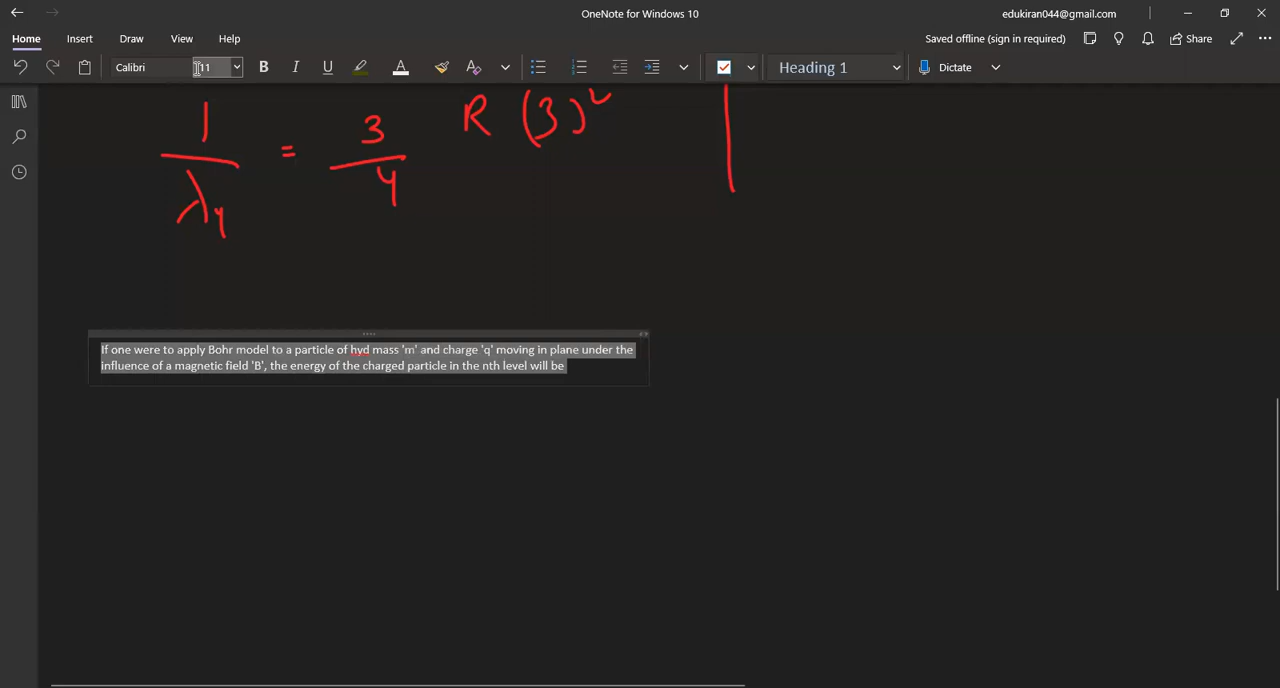 OneNote for Windows 10
edukiran044@gmail.com
Home Insert Draw View Help
Saved offline (sign in required)
Share
Calibri 11 B I U A
Heading 1
Dictate
1/λ4 = 3/4 R (3)²
If one were to apply Bohr model to a particle of hyd mass 'm' and charge 'q' moving in plane under the
influence of a magnetic field 'B', the energy of the charged particle in the nth level will be